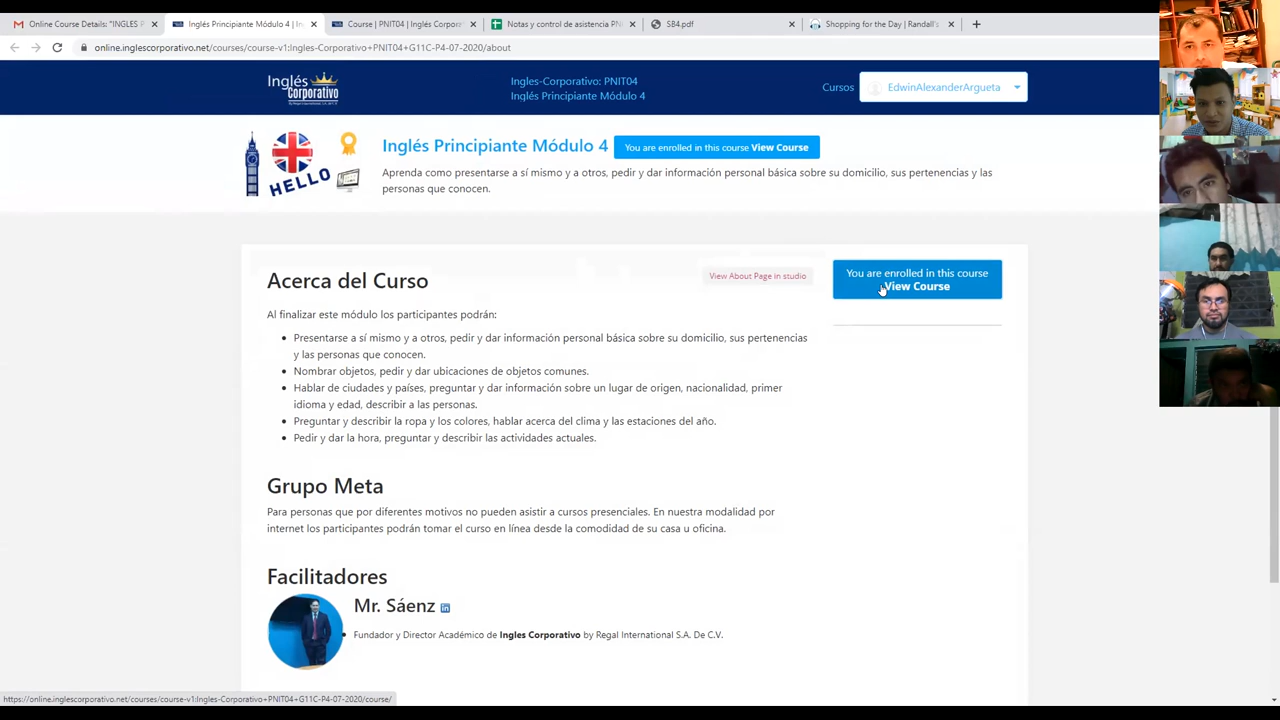 Online Course Details: "INGLES P
Inglés Principiante Módulo 4 | In
Course | PNIT04 | Inglés Corporat
Notas y control de asistencia PNI
S84.pdf
Shopping for the Day | Randall's
online.inglescorporativo.net/courses/course-v1:Ingles-Corporativo+PNIT04+G11C-P4-07-2020/about
Inglés
Corporativo
Ingles-Corporativo: PNIT04
Inglés Principiante Módulo 4
Cursos
EdwinAlexanderArgueta
HELLO
Inglés Principiante Módulo 4
You are enrolled in this course View Course
Aprenda como presentarse a sí mismo y a otros, pedir y dar información personal básica sobre su domicilio, sus pertenencias y las
personas que conocen.
Acerca del Curso
View About Page in studio
You are enrolled in this course
View Course
Al finalizar este módulo los participantes podrán:
Presentarse a sí mismo y a otros, pedir y dar información personal básica sobre su domicilio, sus pertenencias
y las personas que conocen.
Nombrar objetos, pedir y dar ubicaciones de objetos comunes.
Hablar de ciudades y países, preguntar y dar información sobre un lugar de origen, nacionalidad, primer
idioma y edad, describir a las personas.
Preguntar y describir la ropa y los colores, hablar acerca del clima y las estaciones del año.
Pedir y dar la hora, preguntar y describir las actividades actuales.
Grupo Meta
Para personas que por diferentes motivos no pueden asistir a cursos presenciales. En nuestra modalidad por
internet los participantes podrán tomar el curso en línea desde la comodidad de su casa u oficina.
Facilitadores
Mr. Sáenz
Fundador y Director Académico de Ingles Corporativo by Regal International S.A. De C.V.
https://online.inglescorporativo.net/courses/course-v1:Ingles-Corporativo+PNIT04+G11C-P4-07-2020/course/